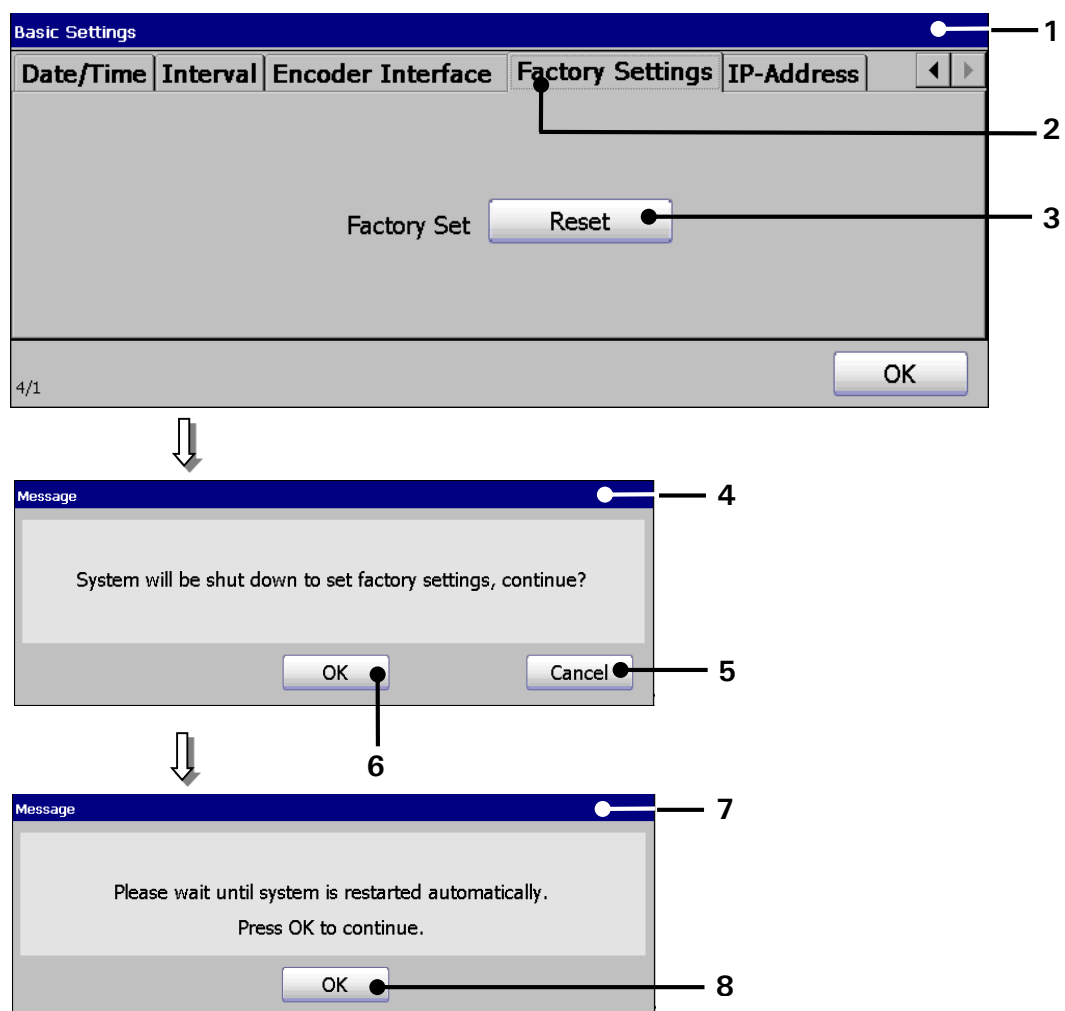 Basic Settings 1
Date/Time Interval Encoder Interface Factory Settings IP-Address
2
Factory Set Reset 3
OK
4/1
Message 4
System will be shut down to set factory settings, continue?
OK Cancel 5
6
Message 7
Please wait until system is restarted automatically.
Press OK to continue.
OK 8